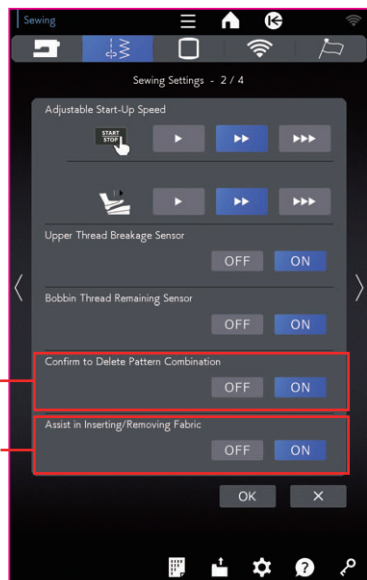 Sewing
Sewing Settings - 2 / 4
Adjustable Start-Up Speed
START
STOP
Upper Thread Breakage Sensor
OFF ON
Bobbin Thread Remaining Sensor
OFF ON
Confirm to Delete Pattern Combination
OFF ON
Assist in Inserting/Removing Fabric
OFF ON
OK X
?